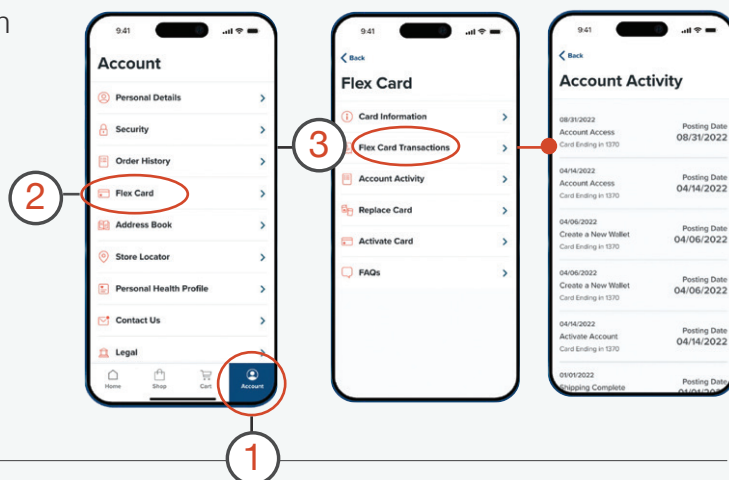 n
9:41
Account
Personal Details
Security
Order History
Flex Card
Address Book
Store Locator
Personal Health Profile
Contact Us
Legal
Home Shop Cart Account
2
1
9:41
Back
Flex Card
Card Information
Flex Card Transactions
Account Activity
Replace Card
Activate Card
FAQs
3
9:41
Back
Account Activity
08/31/2022
Account Access
Card Ending in 1370
Posting Date
08/31/2022
04/14/2022
Account Access
Card Ending in 1370
Posting Date
04/14/2022
04/06/2022
Create a New Wallet
Card Ending in 1370
Posting Date
04/06/2022
04/06/2022
Create a New Wallet
Card Ending in 1370
Posting Date
04/06/2022
04/14/2022
Activate Account
Card Ending in 1370
Posting Date
04/14/2022
01/01/2022
Shipping Complete
Posting Date
01/01/2022